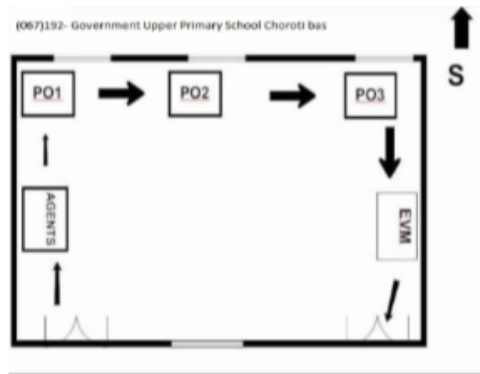 (067)192- Government Upper Primary School Choroti bas
S
PO1
PO2
PO3
AGENTS
EVM